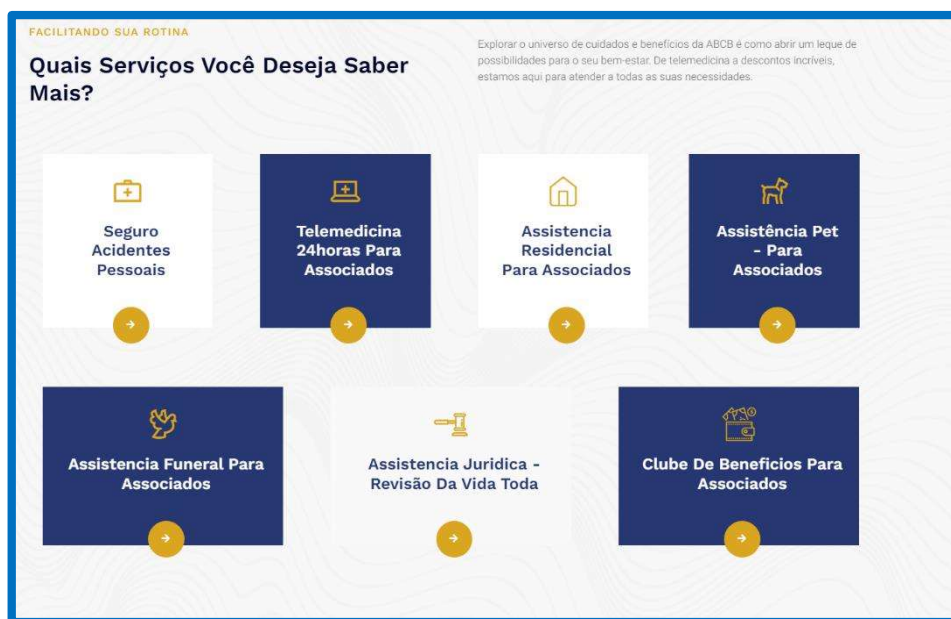 FACILITANDO SUA ROTINA
Quais Serviços Você Deseja Saber
Mais?
Explorar o universo de cuidados e benefícios da ABCB é como abrir um leque de
possibilidades para o seu bem-estar. De telemedicina a descontos incríveis,
estamos aqui para atender a todas as suas necessidades.
Seguro
Acidentes
Pessoais
Telemedicina
24horas Para
Associados
Assistencia
Residencial
Para Associados
Assistência Pet
- Para
Associados
Assistencia Funeral Para
Associados
Assistencia Juridica -
Revisão Da Vida Toda
Clube De Beneficios Para
Associados